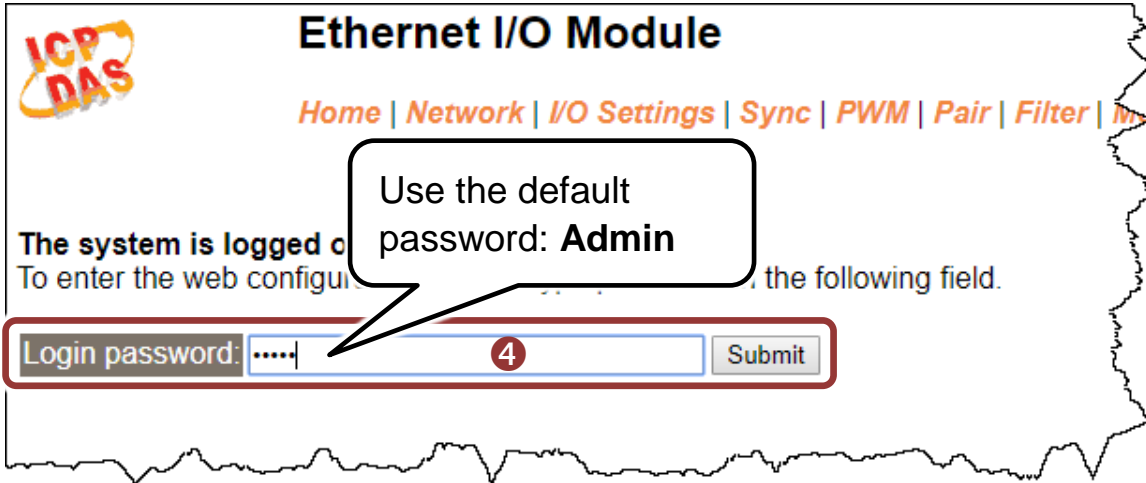 ICP
DAS
Ethernet I/O Module
Home | Network | I/O Settings | Sync | PWM | Pair | Filter |
Use the default
password: Admin
The system is logged
To enter the web the following field.
Login password: ••••• 4 Submit